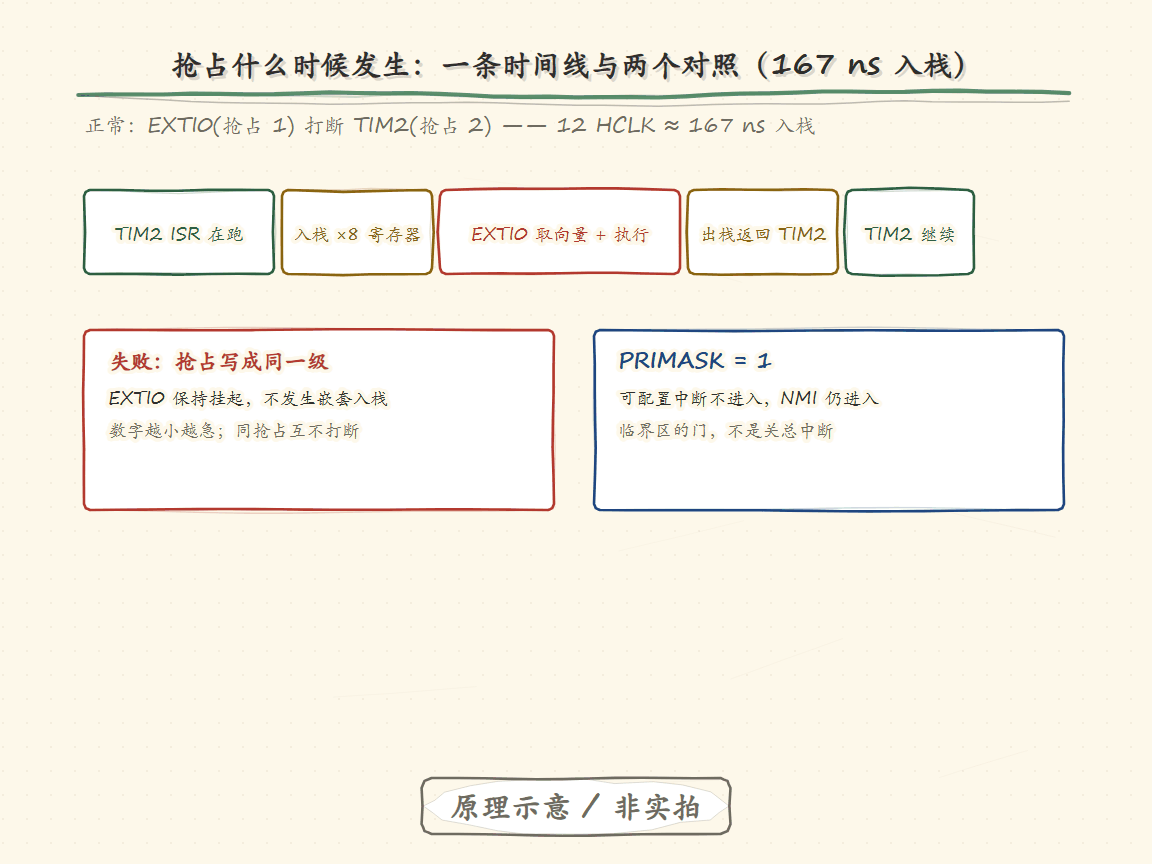 抢占什么时候发生：一条时间线与两个对照（167 ns 入栈）
正常：EXTI0(抢占 1) 打断 TIM2(抢占 2) —— 12 HCLK ≈ 167 ns 入栈
TIM2 ISR 在跑
入栈 ×8 寄存器
EXTI0 取向量 + 执行
出栈返回 TIM2
TIM2 继续
失败：抢占写成同一级
EXTI0 保持挂起，不发生嵌套入栈
数字越小越急；同抢占互不打断
PRIMASK = 1
可配置中断不进入，NMI 仍进入
临界区的门，不是关总中断
原理示意 / 非实拍